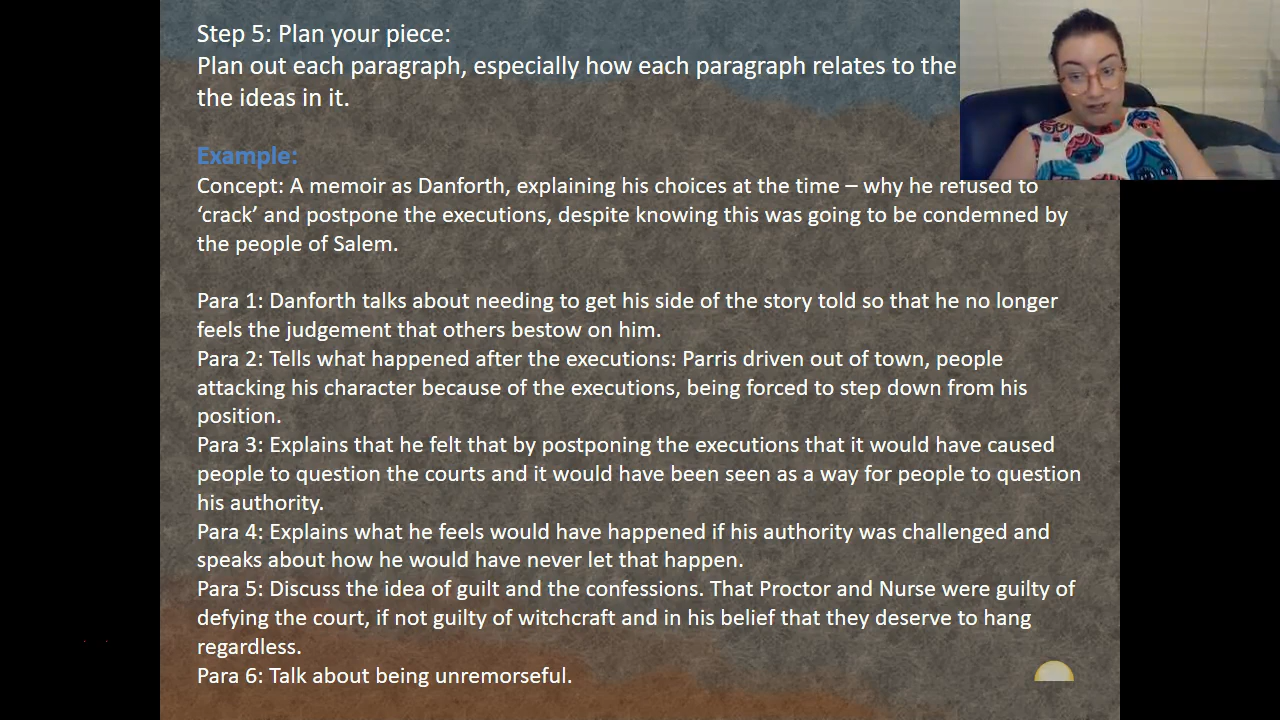 Step 5: Plan your piece:
Plan out each paragraph, especially how each paragraph relates to the
the ideas in it.
Example:
Concept: A memoir as Danforth, explaining his choices at the time – why he refused to
‘crack’ and postpone the executions, despite knowing this was going to be condemned by
the people of Salem.
Para 1: Danforth talks about needing to get his side of the story told so that he no longer
feels the judgement that others bestow on him.
Para 2: Tells what happened after the executions: Parris driven out of town, people
attacking his character because of the executions, being forced to step down from his
position.
Para 3: Explains that he felt that by postponing the executions that it would have caused
people to question the courts and it would have been seen as a way for people to question
his authority.
Para 4: Explains what he feels would have happened if his authority was challenged and
speaks about how he would have never let that happen.
Para 5: Discuss the idea of guilt and the confessions. That Proctor and Nurse were guilty of
defying the court, if not guilty of witchcraft and in his belief that they deserve to hang
regardless.
Para 6: Talk about being unremorseful.